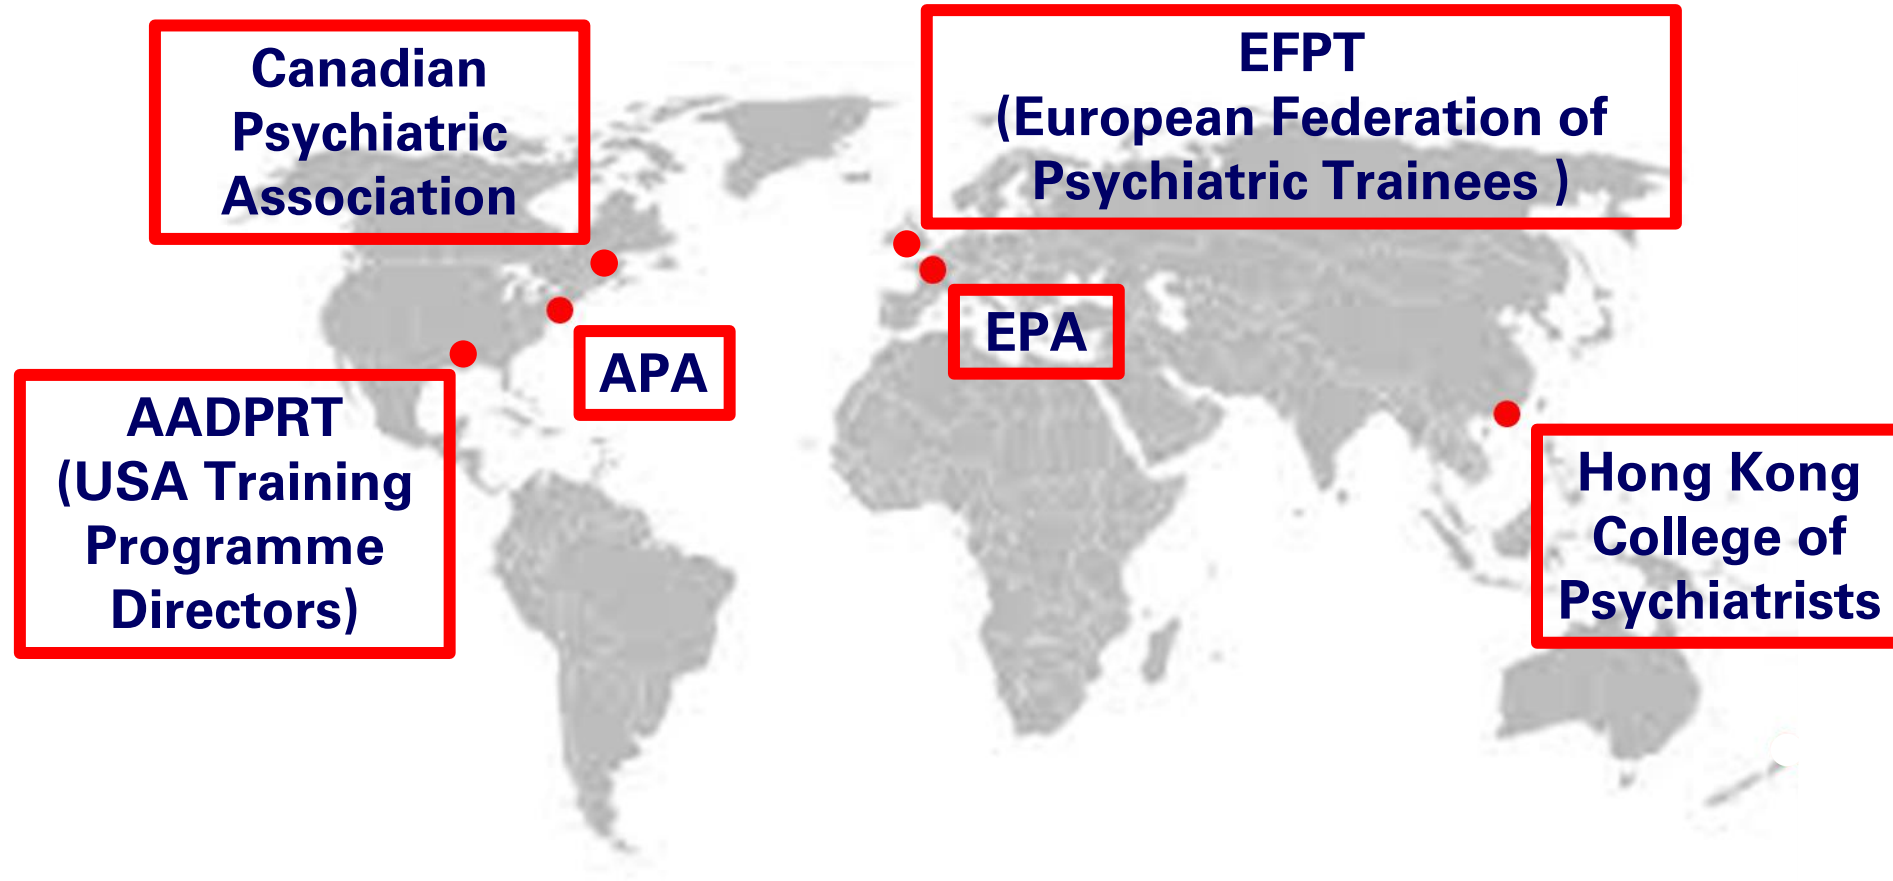 Canadian
Psychiatric
Association
EFPT
(European Federation of
Psychiatric Trainees )
EPA
APA
AADPRT
(USA Training
Programme
Directors)
Hong Kong
College of
Psychiatrists